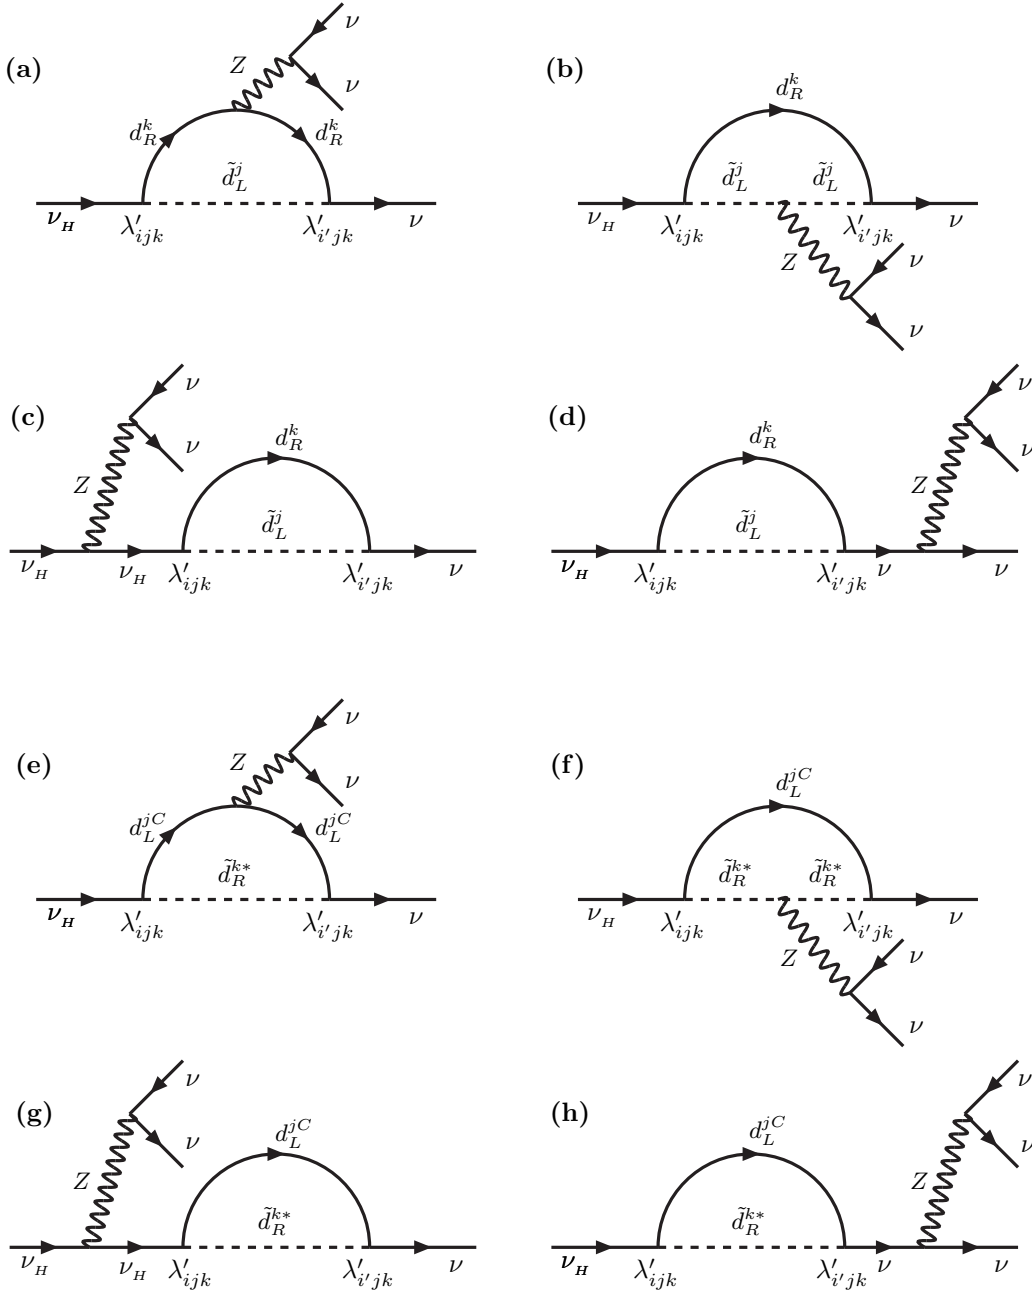 ν
(a) Z (b)
ν d_R^k
d_R^k d_R^k
d̃_L^j d̃_L^j d̃_L^j
ν_H λ'_{ijk} λ'_{i'jk} ν ν_H λ'_{ijk} λ'_{i'jk} ν
Z ν
ν
ν ν
(c) d_R^k (d) d_R^k
ν ν
Z d̃_L^j d̃_L^j Z
ν_H ν_H λ'_{ijk} λ'_{i'jk} ν ν_H λ'_{ijk} λ'_{i'jk} ν ν
ν
(e) Z (f)
ν d_L^{jC}
d_L^{jC} d_L^{jC}
d̃_R^{k*} d̃_R^{k*} d̃_R^{k*}
ν_H λ'_{ijk} λ'_{i'jk} ν ν_H λ'_{ijk} λ'_{i'jk} ν
Z ν
ν
ν ν
(g) d_L^{jC} (h) d_L^{jC}
ν ν
Z d̃_R^{k*} d̃_R^{k*} Z
ν_H ν_H λ'_{ijk} λ'_{i'jk} ν ν_H λ'_{ijk} λ'_{i'jk} ν ν